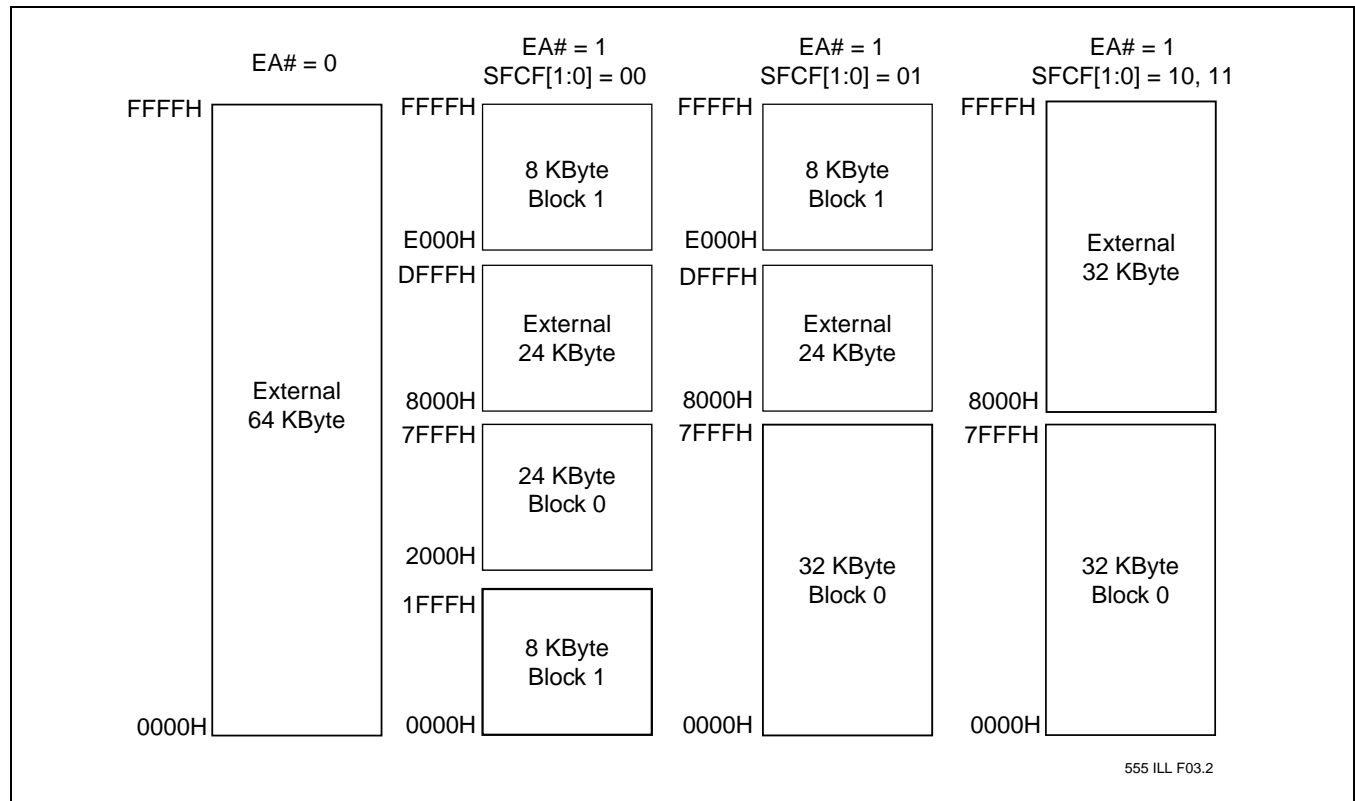 EA# = 0
FFFFH
External
64 KByte
0000H
EA# = 1
SFCF[1:0] = 00
FFFFH
8 KByte
Block 1
E000H
DFFFH
External
24 KByte
8000H
7FFFH
24 KByte
Block 0
2000H
1FFFH
8 KByte
Block 1
0000H
EA# = 1
SFCF[1:0] = 01
FFFFH
8 KByte
Block 1
E000H
DFFFH
External
24 KByte
8000H
7FFFH
32 KByte
Block 0
0000H
EA# = 1
SFCF[1:0] = 10, 11
FFFFH
External
32 KByte
8000H
7FFFH
32 KByte
Block 0
0000H
555 ILL F03.2